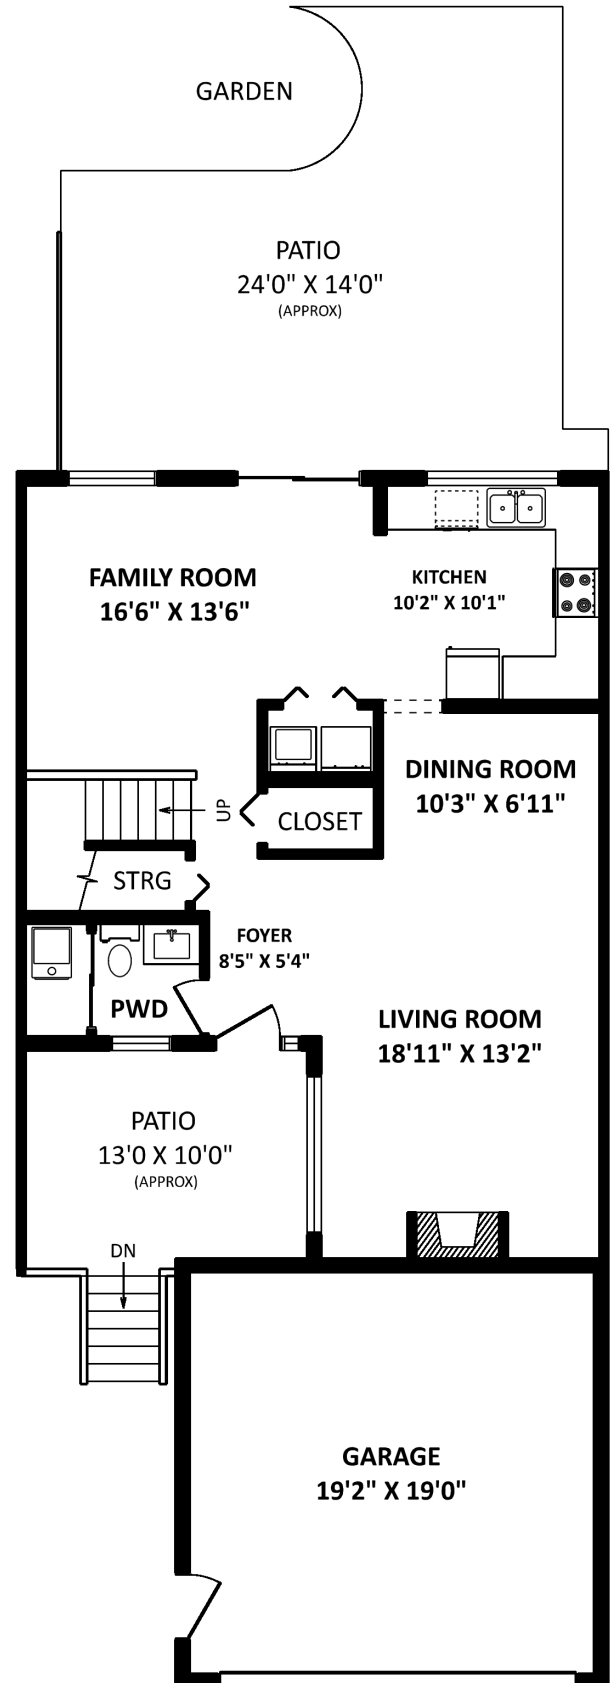 GARDEN
PATIO
24'0" X 14'0"
(APPROX)
FAMILY ROOM
16'6" X 13'6"
KITCHEN
10'2" X 10'1"
DINING ROOM
10'3" X 6'11"
UP
CLOSET
STRG
FOYER
8'5" X 5'4"
PWD
LIVING ROOM
18'11" X 13'2"
PATIO
13'0 X 10'0"
(APPROX)
DN
GARAGE
19'2" X 19'0"